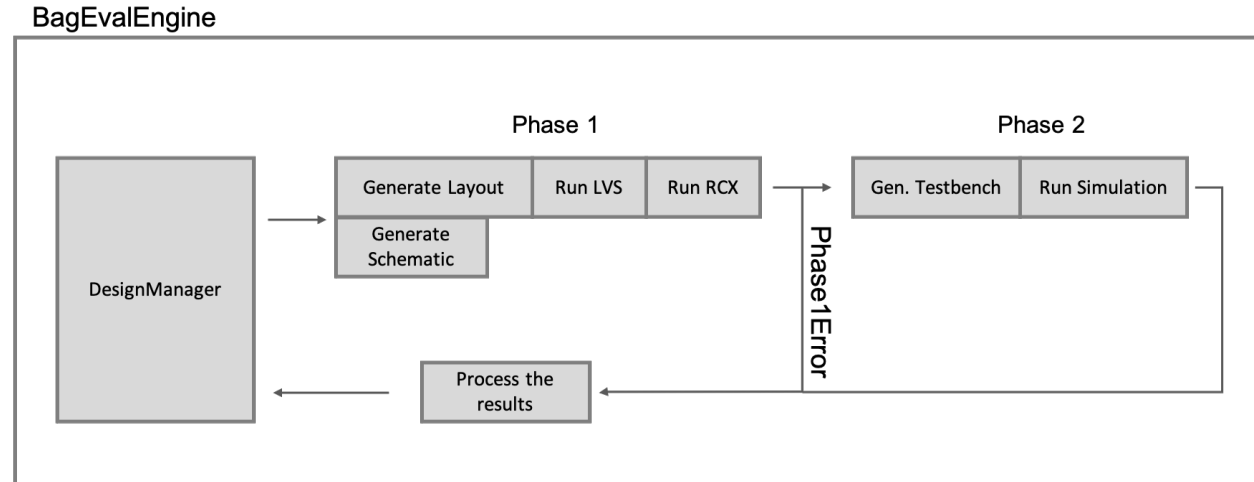 BagEvalEngine
Phase 1
Phase 2
Generate Layout
Run LVS
Run RCX
Gen. Testbench
Run Simulation
Generate
Schematic
DesignManager
Phase1Error
Process the
results